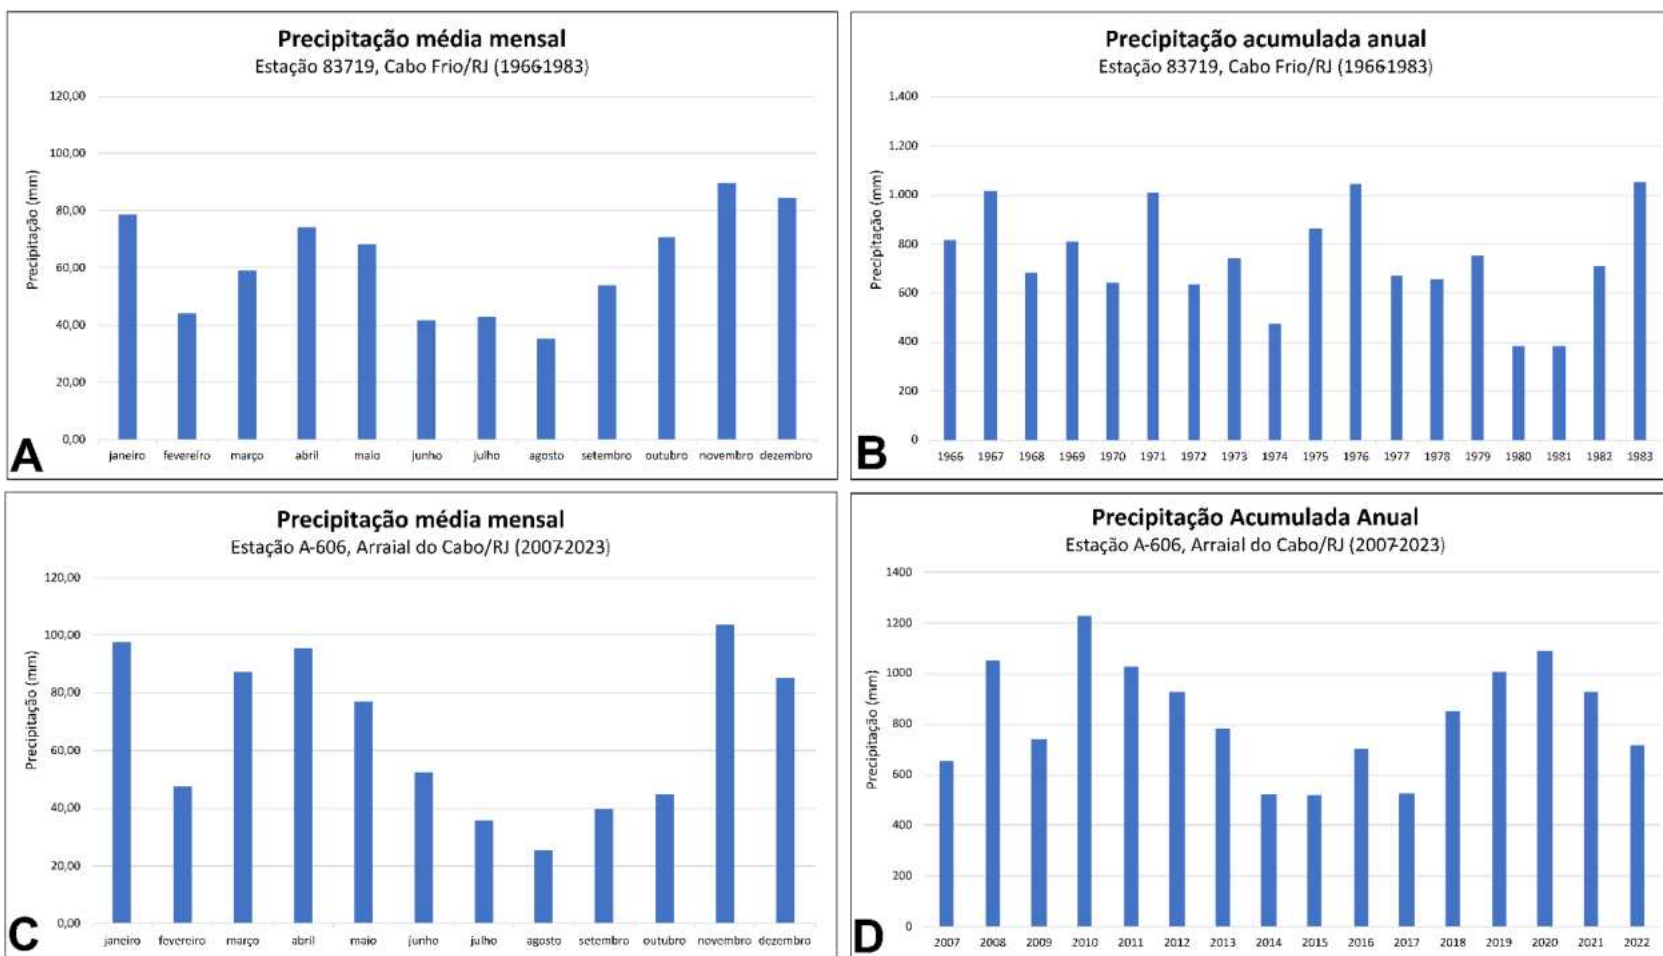 Precipitação média mensal
Estação 83719, Cabo Frio/RJ (1966-1983)
Precipitação (mm)
120,00
100,00
80,00
60,00
40,00
20,00
0,00
janeiro fevereiro março abril maio junho julho agosto setembro outubro novembro dezembro
A
Precipitação acumulada anual
Estação 83719, Cabo Frio/RJ (1966-1983)
Precipitação (mm)
1.400
1.200
1.000
800
600
400
200
0
1966 1967 1968 1969 1970 1971 1972 1973 1974 1975 1976 1977 1978 1979 1980 1981 1982 1983
B
Precipitação média mensal
Estação A-606, Arraial do Cabo/RJ (2007-2023)
Precipitação (mm)
120,00
100,00
80,00
60,00
40,00
20,00
0,00
janeiro fevereiro março abril maio junho julho agosto setembro outubro novembro dezembro
C
Precipitação Acumulada Anual
Estação A-606, Arraial do Cabo/RJ (2007-2023)
Precipitação (mm)
1400
1200
1000
800
600
400
200
0
2007 2008 2009 2010 2011 2012 2013 2014 2015 2016 2017 2018 2019 2020 2021 2022
D